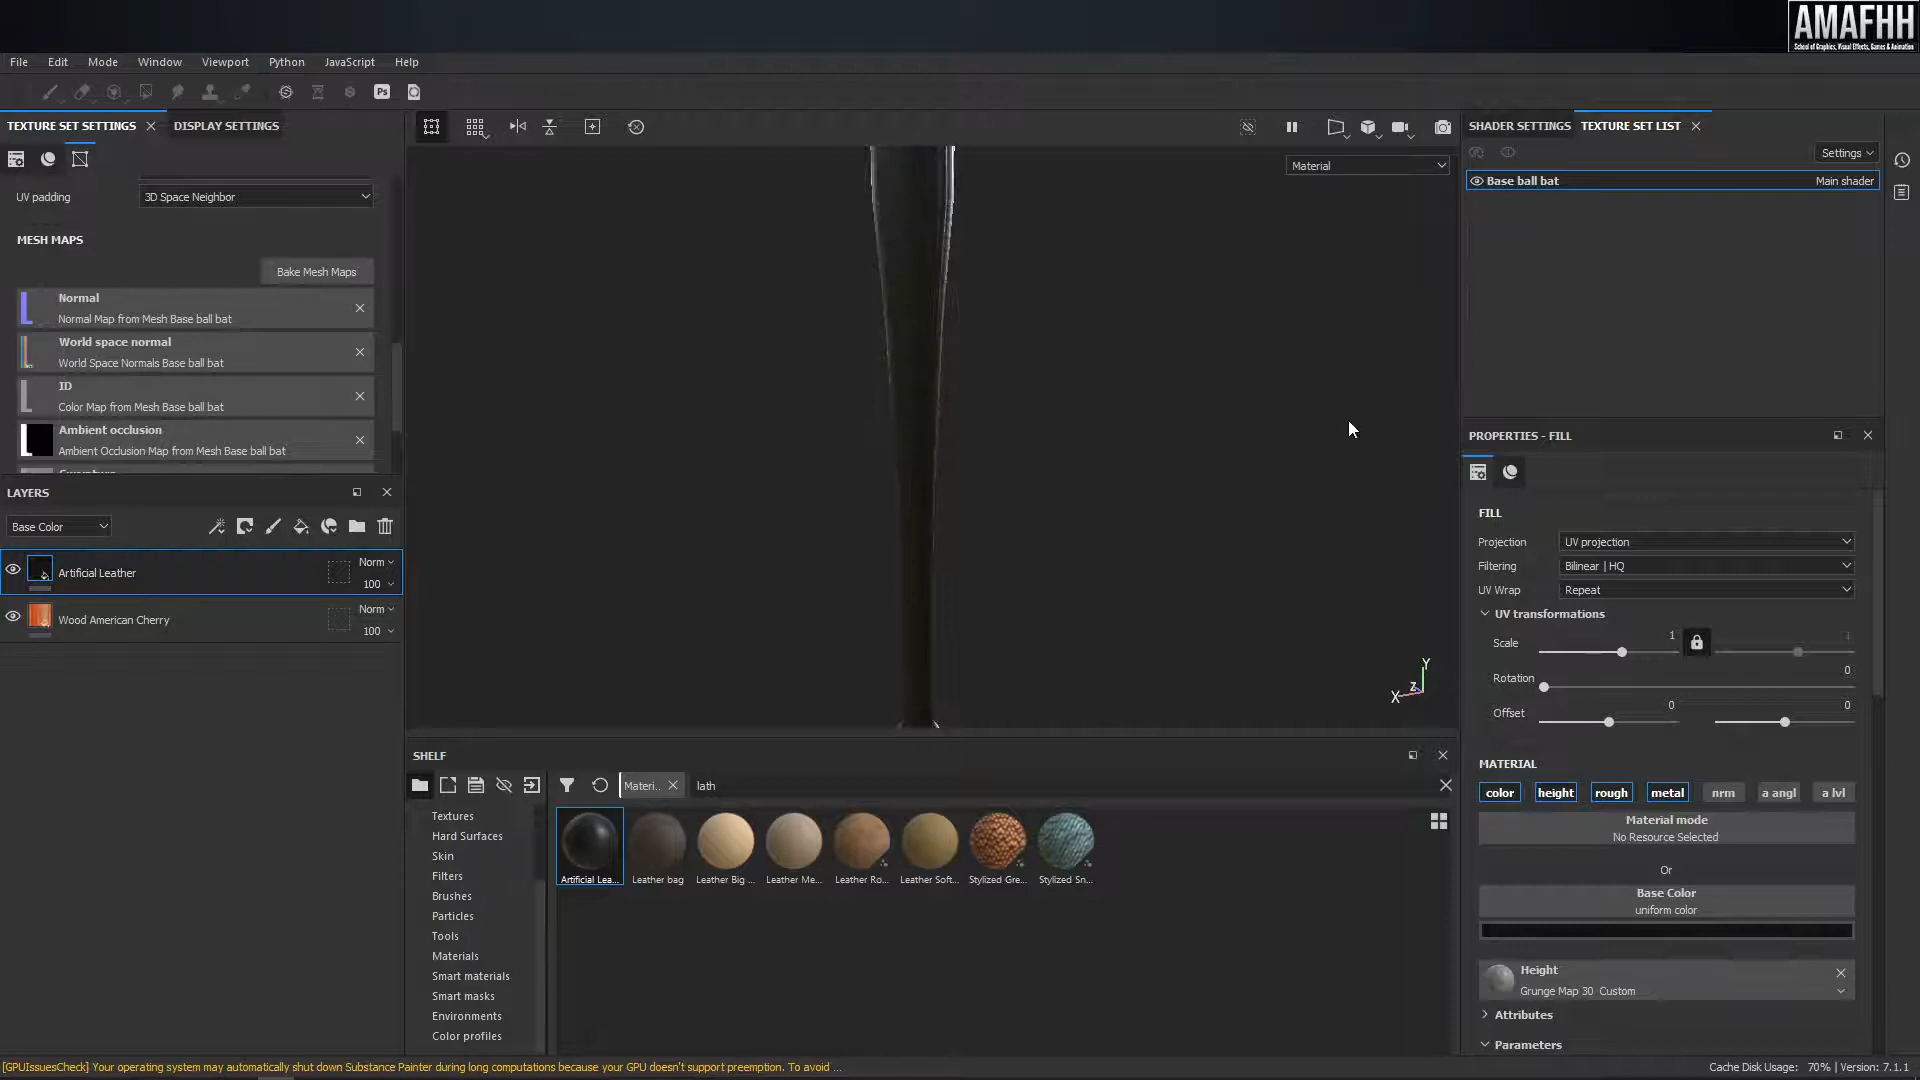 AMAFHH
School of Graphics, Visual Effects, Games & Animation
File Edit Mode Window Viewport Python JavaScript Help
Ps
TEXTURE SET SETTINGS DISPLAY SETTINGS
UV padding 3D Space Neighbor
MESH MAPS
Bake Mesh Maps
Normal
Normal Map from Mesh Base ball bat
World space normal
World Space Normals Base ball bat
ID
Color Map from Mesh Base ball bat
Ambient occlusion
Ambient Occlusion Map from Mesh Base ball bat
LAYERS
Base Color
Artificial Leather Norm
100
Wood American Cherry Norm
100
Material
Y
Z
X
SHELF
Materi.. lath
Textures
Hard Surfaces
Skin
Filters
Brushes
Particles
Tools
Materials
Smart materials
Smart masks
Environments
Color profiles
Artificial Lea... Leather bag Leather Big ... Leather Me... Leather Ro... Leather Soft... Stylized Gre... Stylized Sn...
SHADER SETTINGS TEXTURE SET LIST
Settings
Base ball bat Main shader
PROPERTIES - FILL
FILL
Projection UV projection
Filtering Bilinear | HQ
UV Wrap Repeat
UV transformations
Scale 1 1
Rotation 0
Offset 0 0
MATERIAL
color height rough metal nrm a angl a lvl
Material mode
No Resource Selected
Or
Base Color
uniform color
Height
Grunge Map 30 Custom
Attributes
Parameters
[GPUIssuesCheck] Your operating system may automatically shut down Substance Painter during long computations because your GPU doesn't support preemption. To avoid ...
Cache Disk Usage: 70% | Version: 7.1.1